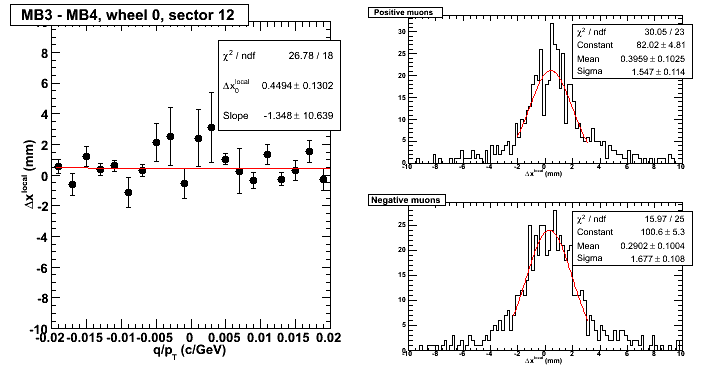 MB3 - MB4, wheel 0, sector 12
χ² / ndf 26.78 / 18
Δx₀^local 0.4494 ± 0.1302
Slope -1.348 ± 10.639
Δx^local (mm)
8
6
4
2
0
-2
-4
-6
-8
-10
-0.02 -0.015 -0.01 -0.005 0 0.005 0.01 0.015 0.02
q/p_T (c/GeV)
Positive muons
χ² / ndf 30.05 / 23
Constant 82.02 ± 4.81
Mean 0.3959 ± 0.1025
Sigma 1.547 ± 0.114
30
25
20
15
10
5
0
-10 -8 -6 -4 -2 0 2 4 6 8 10
Δx^local (mm)
Negative muons
χ² / ndf 15.97 / 25
Constant 100.6 ± 5.3
Mean 0.2902 ± 0.1004
Sigma 1.677 ± 0.108
25
20
15
10
5
0
-8 -6 -4 -2 0 2 4 6 8 10
Δx^local (mm)